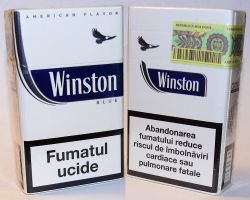 AMERICAN FLAVOR
Winston
BLUE
Fumatul
ucide
REPUBLICA MOLDOVA
Winston
Abandonarea
fumatului reduce
riscul de îmbolnăviri
cardiace sau
pulmonare fatale